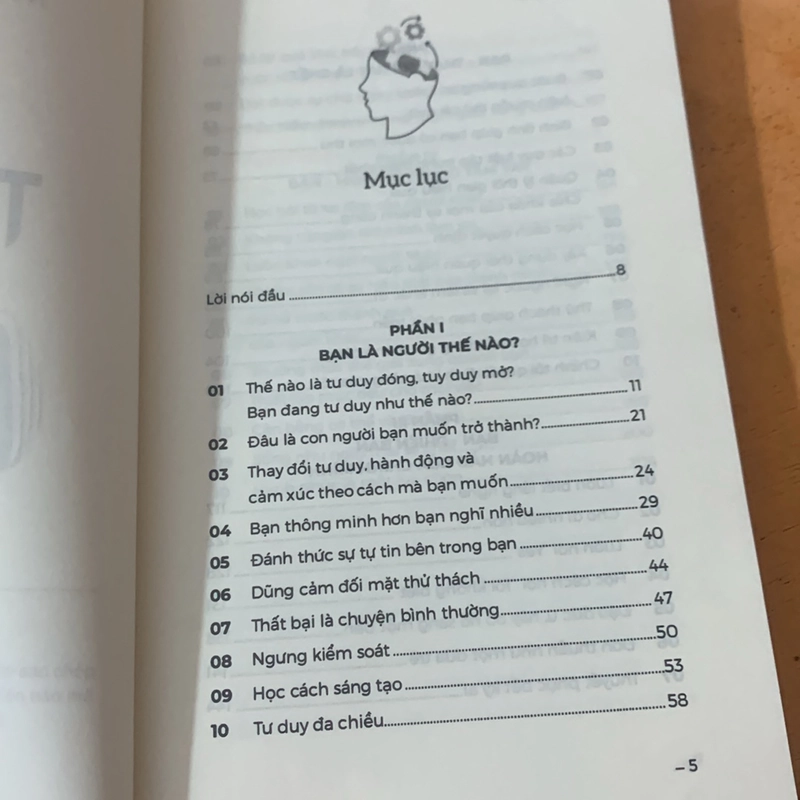 Mục lục
Lời nói đầu ........ 8
PHẦN I
BẠN LÀ NGƯỜI THẾ NÀO?
01 Thế nào là tư duy đóng, tuy duy mở?
Bạn đang tư duy như thế nào? ........ 11
02 Đâu là con người bạn muốn trở thành? ........ 21
03 Thay đổi tư duy, hành động và
cảm xúc theo cách mà bạn muốn ........ 24
04 Bạn thông minh hơn bạn nghĩ nhiều ........ 29
05 Đánh thức sự tự tin bên trong bạn ........ 40
06 Dũng cảm đối mặt thử thách ........ 44
07 Thất bại là chuyện bình thường ........ 47
08 Ngưng kiểm soát ........ 50
09 Học cách sáng tạo ........ 53
10 Tư duy đa chiều ........ 58
– 5